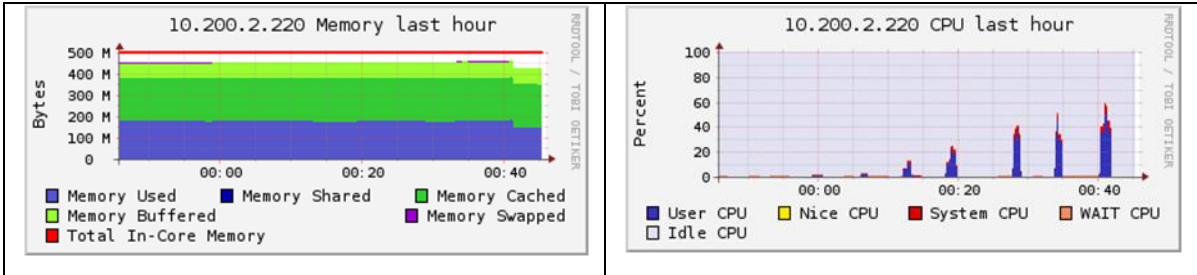 10.200.2.220 Memory last hour
500 M
400 M
300 M
200 M
100 M
0
Bytes
00:00 00:20 00:40
Memory Used Memory Shared Memory Cached
Memory Buffered Memory Swapped
Total In-Core Memory
RRDTOOL / TOBI OETIKER
10.200.2.220 CPU last hour
100
80
60
40
20
0
Percent
00:00 00:20 00:40
User CPU Nice CPU System CPU WAIT CPU
Idle CPU
RRDTOOL / TOBI OETIKER